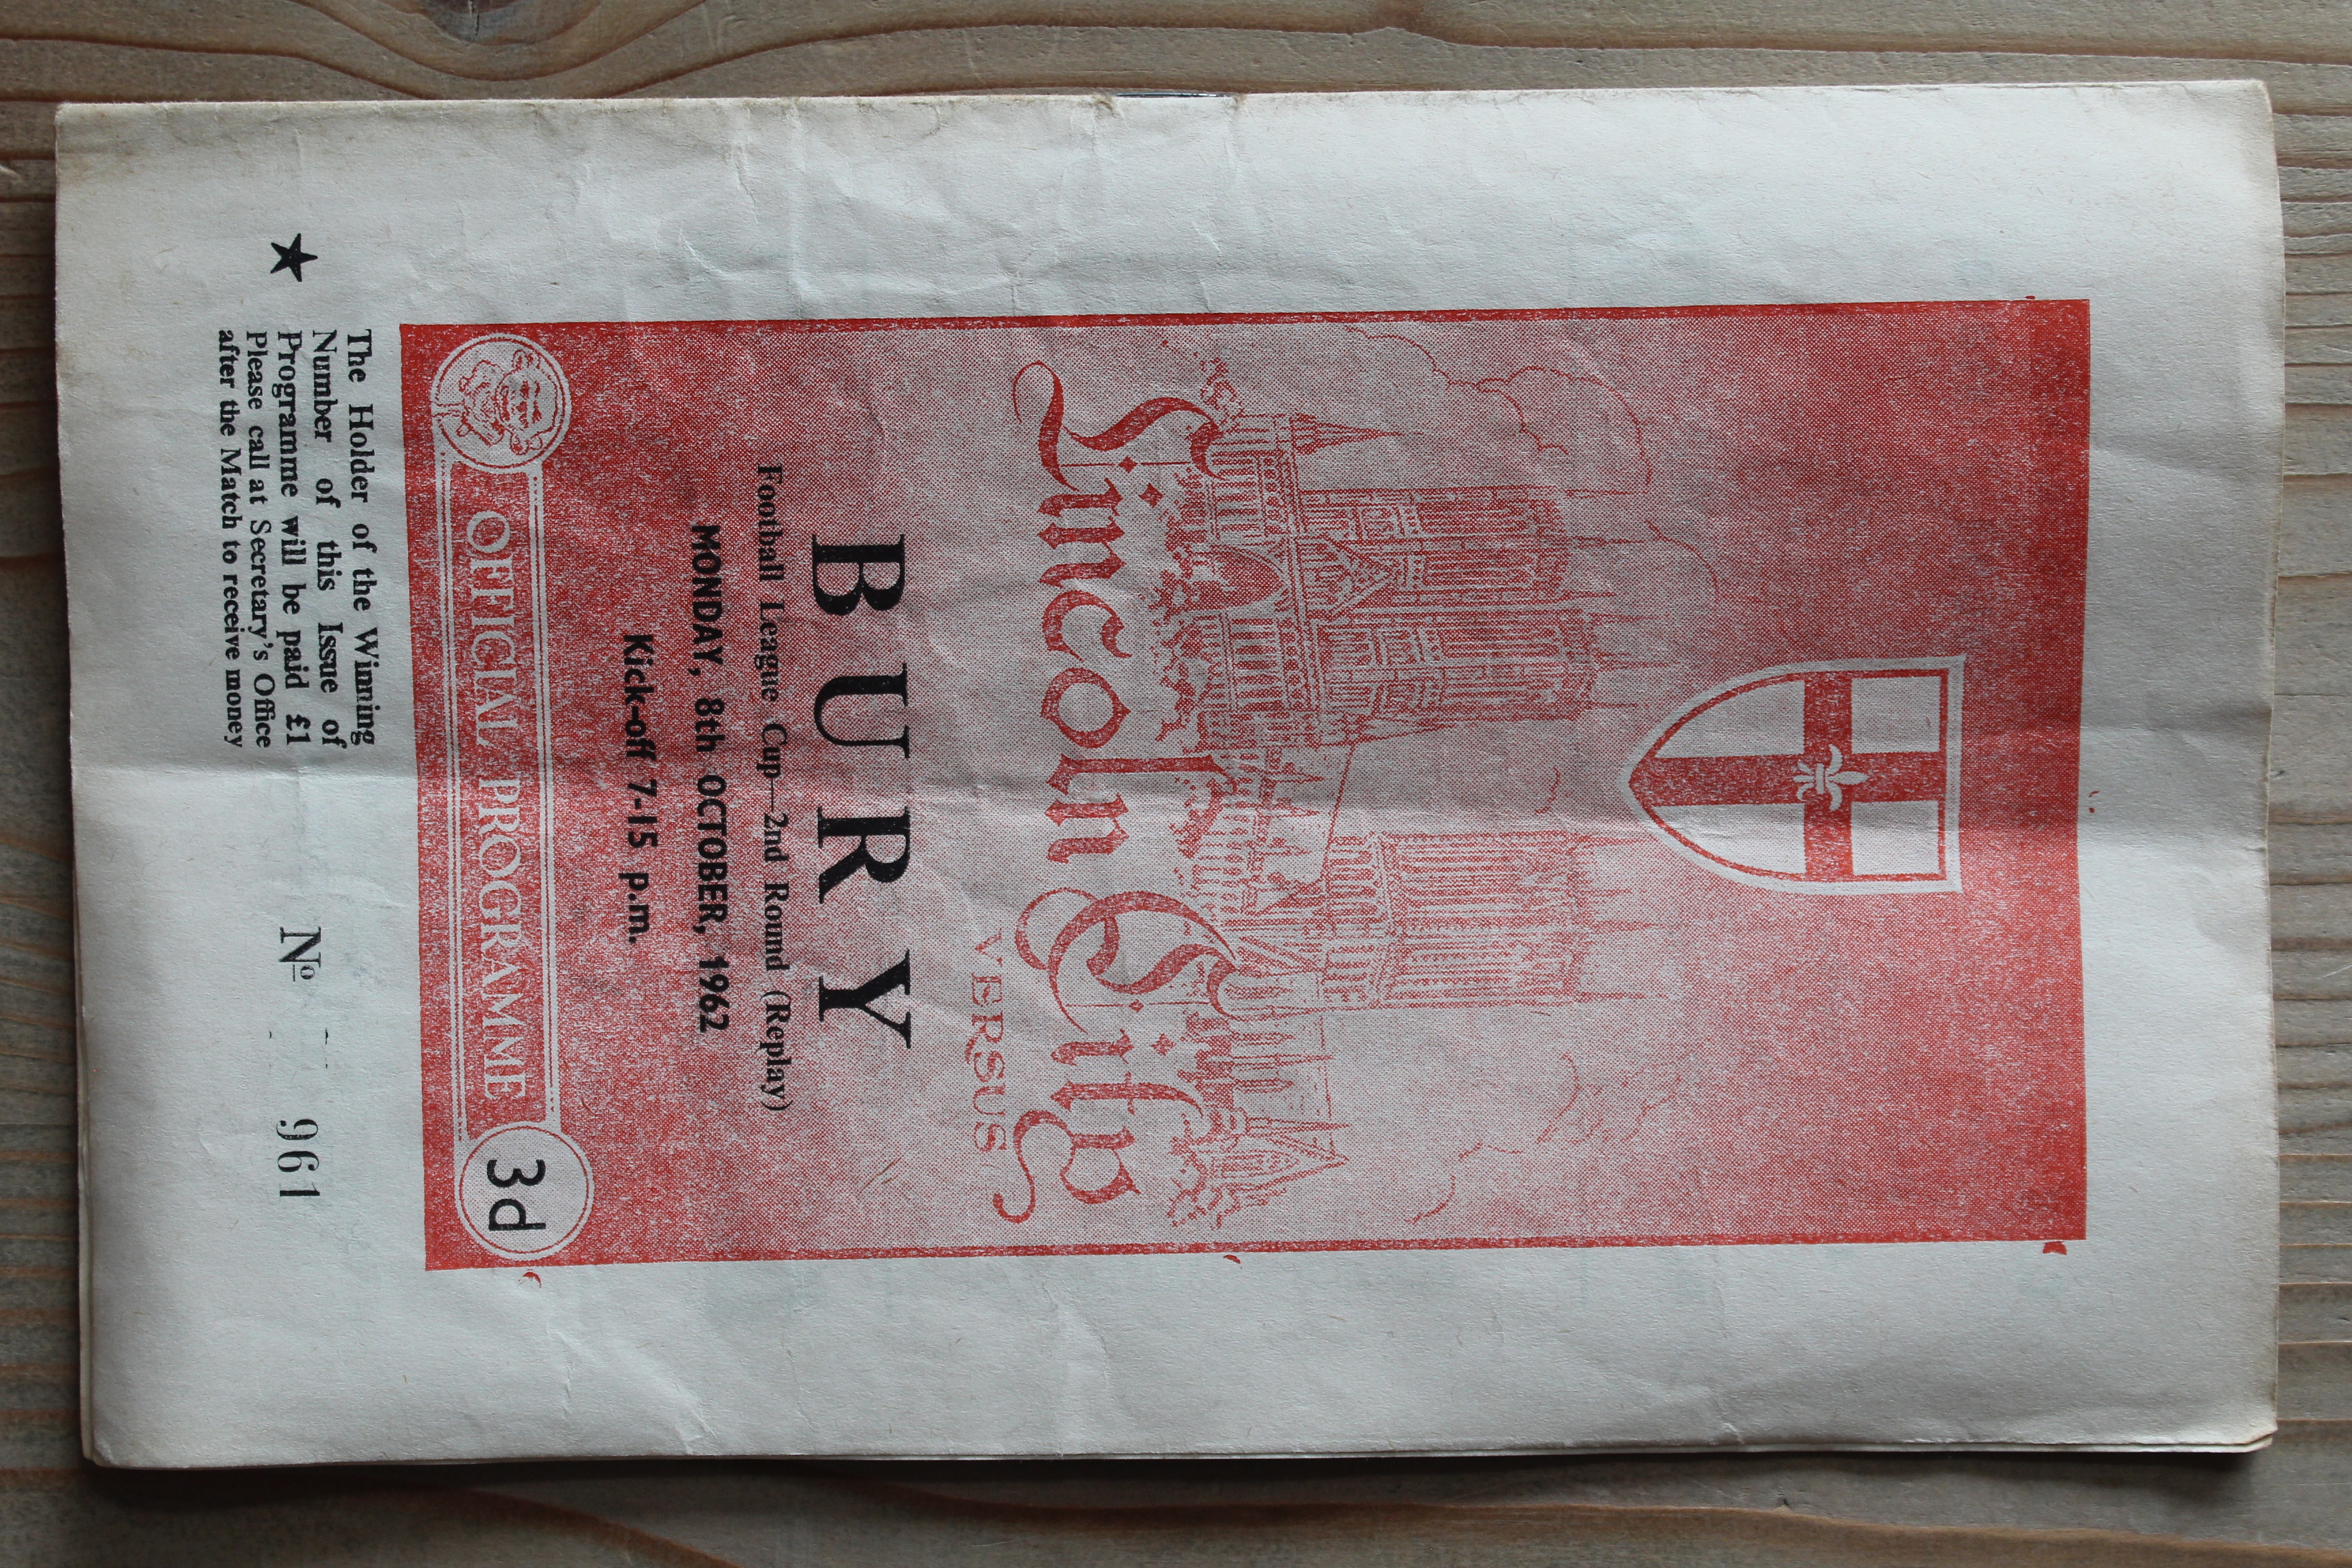 Lincoln City
VERSUS
BURY
Football League Cup—2nd Round (Replay)
MONDAY, 8th OCTOBER, 1962
Kick-off 7-15 p.m.
OFFICIAL PROGRAMME
3d
★ The Holder of the Winning
Number of this Issue of
Programme will be paid £1
Please call at Secretary's Office
after the Match to receive money
No 961